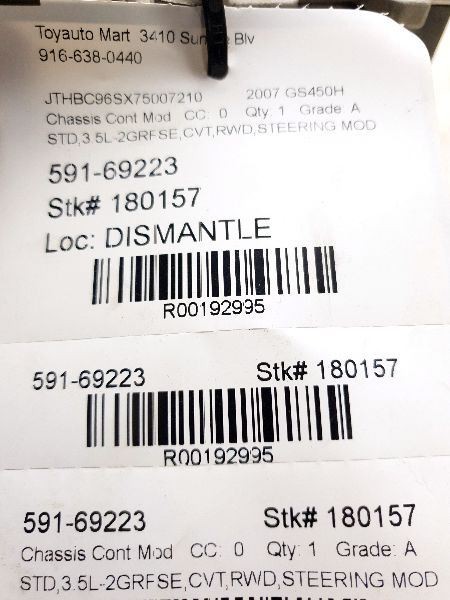 Toyauto Mart 3410 Blv
916-638-0440
JTHBC96SX75007210 2007 GS450H
Chassis Cont Mod CC: 0 Qty: 1 Grade: A
STD,3.5L-2GRFSE,CVT,RWD,STEERING MOD
591-69223
Stk# 180157
Loc: DISMANTLE
R00192995
591-69223 Stk# 180157
R00192995
591-69223 Stk# 180157
Chassis Cont Mod CC: 0 Qty: 1 Grade: A
STD,3.5L-2GRFSE,CVT,RWD,STEERING MOD